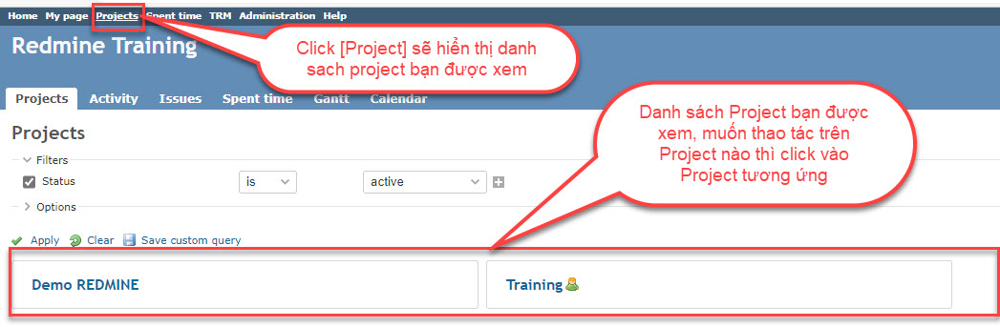 Home My page Projects Spent time TRM Administration Help
Redmine Training
Click [Project] sẽ hiển thị danh
sach project bạn được xem
Projects Activity Issues Spent time Gantt Calendar
Danh sách Project bạn được
xem, muốn thao tác trên
Project nào thì click vào
Project tương ứng
Projects
Filters
Status is active
Options
Apply Clear Save custom query
Demo REDMINE Training